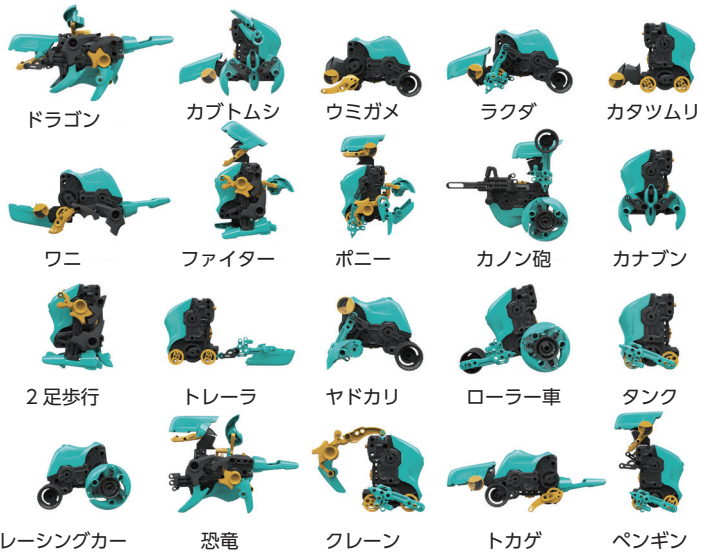 ドラゴン
カブトムシ
ウミガメ
ラクダ
カタツムリ
ワニ
ファイター
ポニー
カノン砲
カナブン
2足歩行
トレーラ
ヤドカリ
ローラー車
タンク
レーシングカー
恐竜
クレーン
トカゲ
ペンギン